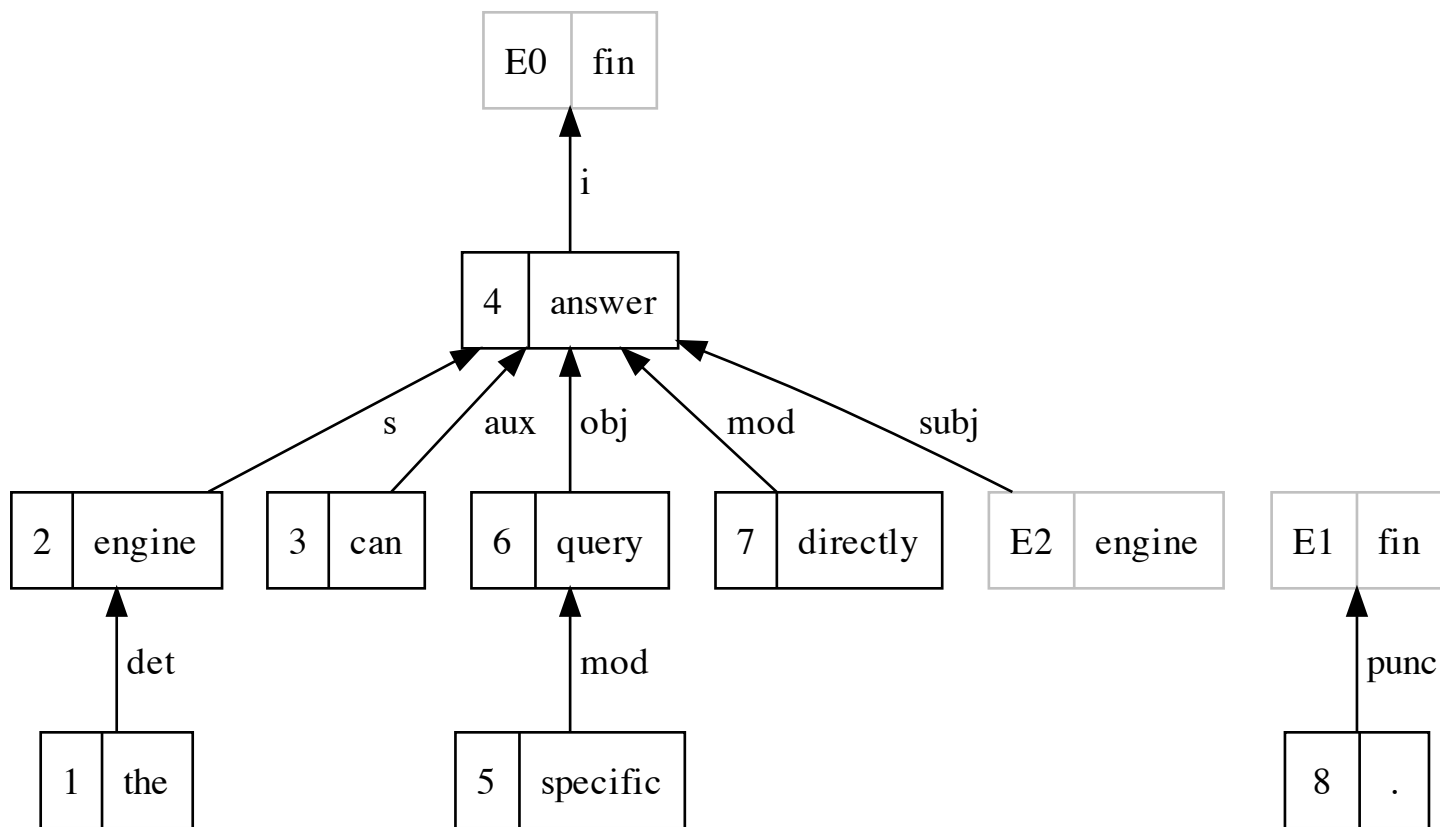 E0 fin
i
4 answer
s aux obj mod subj
2 engine 3 can 6 query 7 directly E2 engine E1 fin
det mod punc
1 the 5 specific 8 .